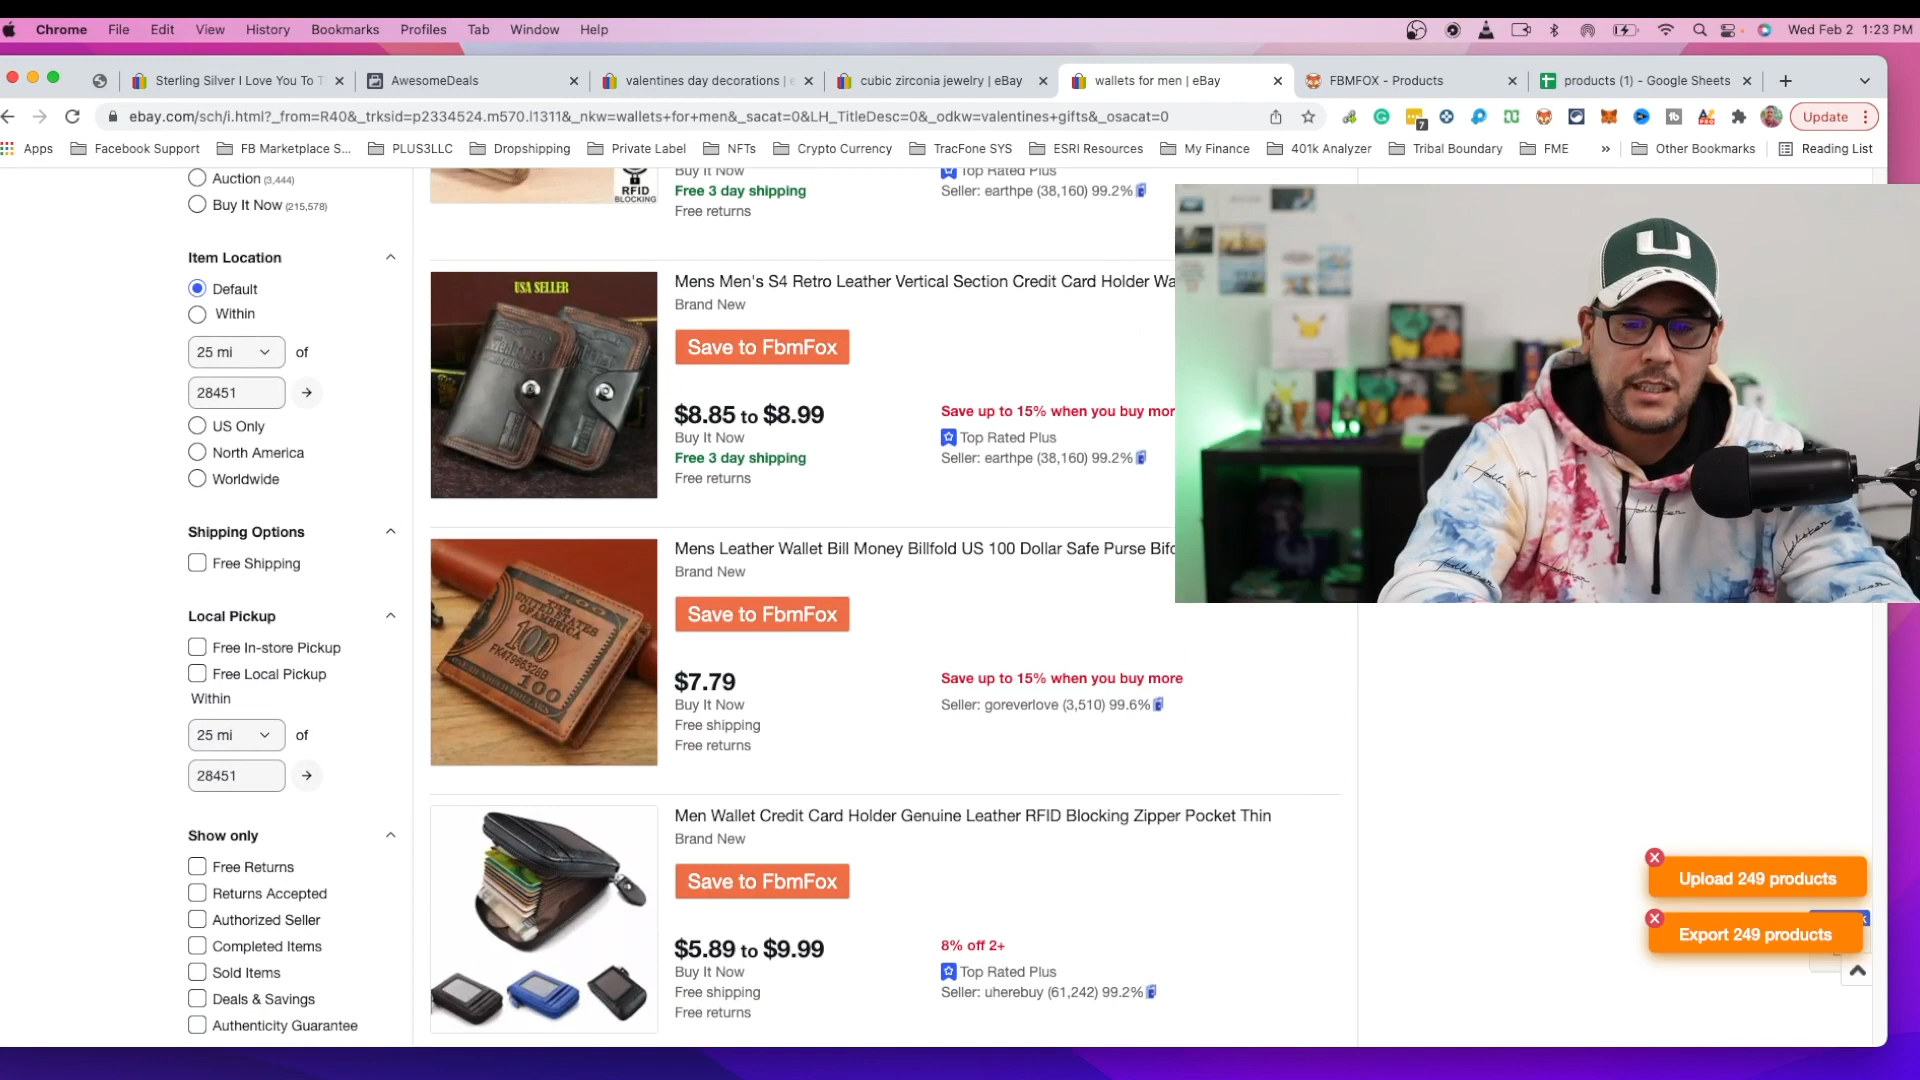 Chrome File Edit View History Bookmarks Profiles Tab Window Help Wed Feb 2 1:23 PM
Sterling Silver I Love You To T AwesomeDeals valentines day decorations | e cubic zirconia jewelry | eBay wallets for men | eBay FBMFOX - Products products (1) - Google Sheets
ebay.com/sch/i.html?_from=R40&_trksid=p2334524.m570.l1311&_nkw=wallets+for+men&_sacat=0&LH_TitleDesc=0&_odkw=valentines+gifts&_osacat=0 7 Update
Apps Facebook Support FB Marketplace S... PLUS3LLC Dropshipping Private Label NFTs Crypto Currency TracFone SYS ESRI Resources My Finance 401k Analyzer Tribal Boundary FME » Other Bookmarks Reading List
Auction (3,444)
Buy It Now (215,578)
Item Location
Default
Within
25 mi of
28451
US Only
North America
Worldwide
Shipping Options
Free Shipping
Local Pickup
Free In-store Pickup
Free Local Pickup
Within
25 mi of
28451
Show only
Free Returns
Returns Accepted
Authorized Seller
Completed Items
Sold Items
Deals & Savings
Authenticity Guarantee
RFID
BLOCKING
Buy It Now
Free 3 day shipping
Free returns
Top Rated Plus
Seller: earthpe (38,160) 99.2%
USA SELLER
Mens Men's S4 Retro Leather Vertical Section Credit Card Holder Wa
Brand New
Save to FbmFox
$8.85 to $8.99
Buy It Now
Free 3 day shipping
Free returns
Save up to 15% when you buy mor
Top Rated Plus
Seller: earthpe (38,160) 99.2%
THE
UNITED STATES
OF AMERICA
100
FK47986328B
100
Mens Leather Wallet Bill Money Billfold US 100 Dollar Safe Purse Bifo
Brand New
Save to FbmFox
$7.79
Buy It Now
Free shipping
Free returns
Save up to 15% when you buy more
Seller: goreverlove (3,510) 99.6%
Men Wallet Credit Card Holder Genuine Leather RFID Blocking Zipper Pocket Thin
Brand New
Save to FbmFox
$5.89 to $9.99
Buy It Now
Free shipping
Free returns
8% off 2+
Top Rated Plus
Seller: uherebuy (61,242) 99.2%
U
Upload 249 products
Export 249 products